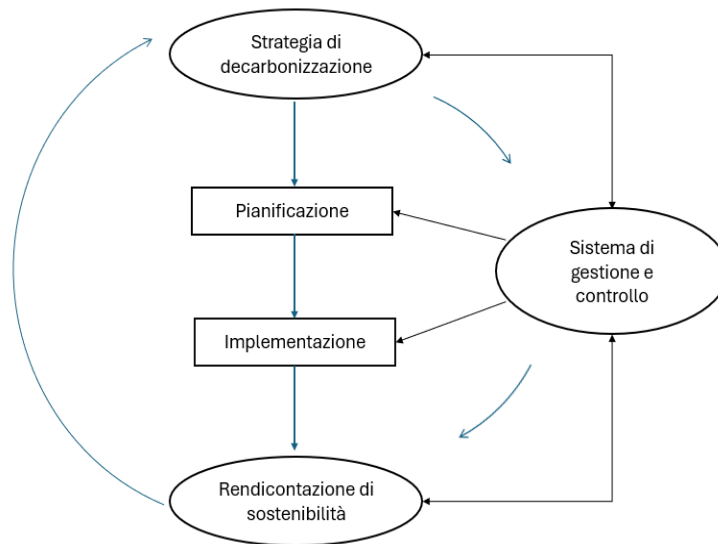 Strategia di
decarbonizzazione
Pianificazione
Sistema di
gestione e
controllo
Implementazione
Rendicontazione di
sostenibilità